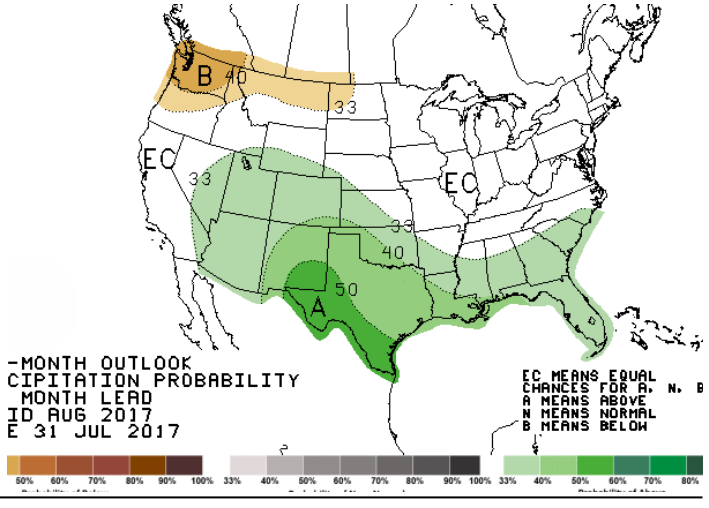 B 40
33
EC
33
EC
33
40
50
A
-MONTH OUTLOOK
CIPITATION PROBABILITY
MONTH LEAD
ID AUG 2017
E 31 JUL 2017
EC MEANS EQUAL
CHANCES FOR A, N, B
A MEANS ABOVE
N MEANS NORMAL
B MEANS BELOW
50% 60% 70% 80% 90% 100% 33% 40% 50% 60% 70% 80% 90% 100% 33% 40% 50% 60% 70% 80%